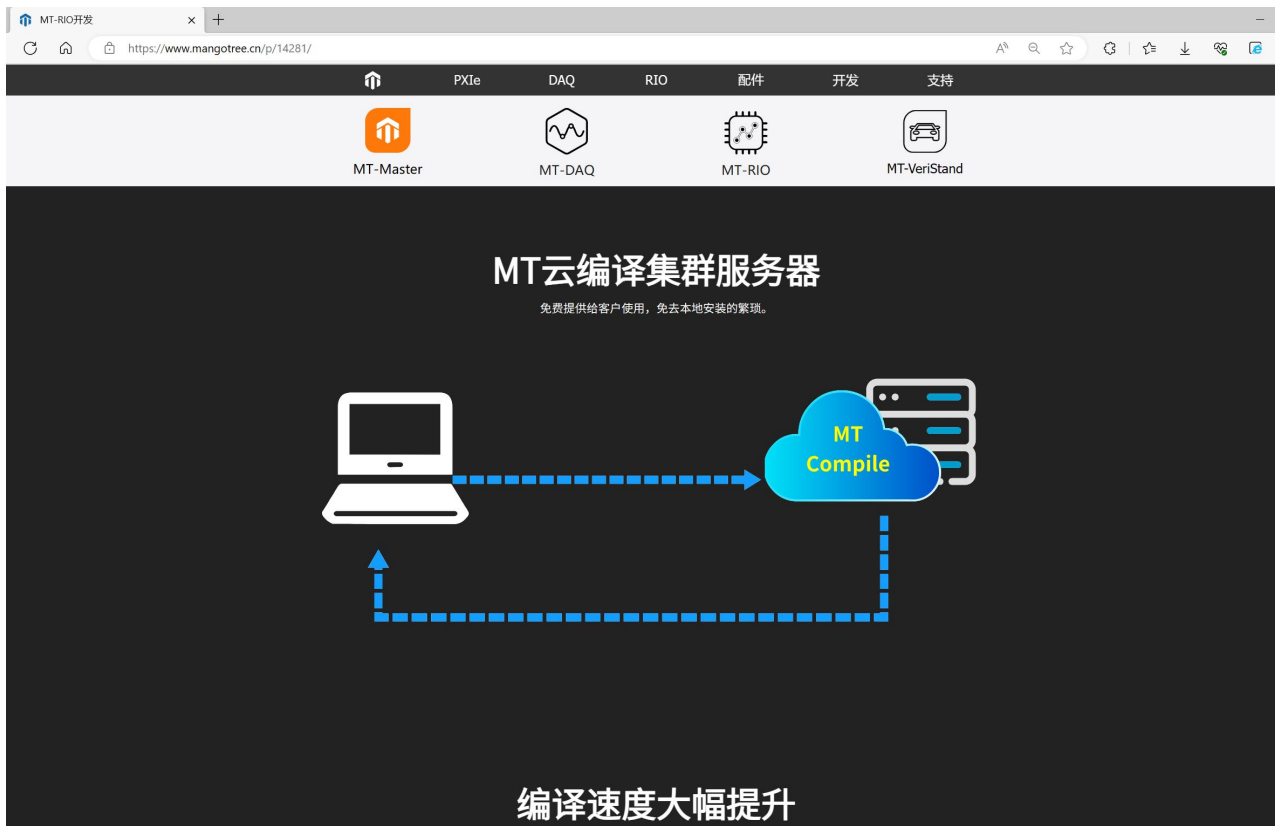 MT-RIO开发
https://www.mangotree.cn/p/14281/
PXIe DAQ RIO 配件 开发 支持
MT-Master MT-DAQ MT-RIO MT-VeriStand
MT云编译集群服务器
免费提供给客户使用，免去本地安装的繁琐。
MT
Compile
编译速度大幅提升